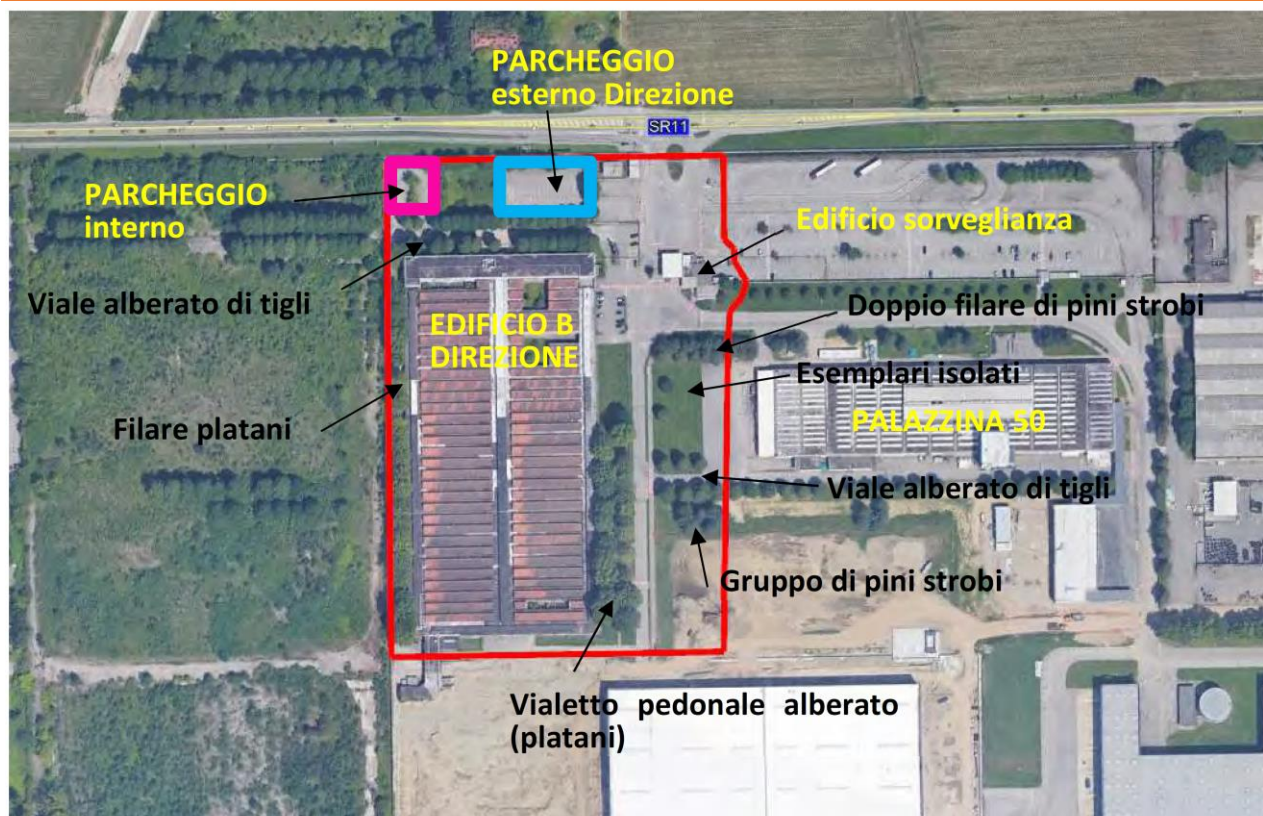 PARCHEGGIO
esterno Direzione
SR11
PARCHEGGIO
interno
Edificio sorveglianza
Viale alberato di tigli
Doppio filare di pini strobi
EDIFICIO B
DIREZIONE
Esemplari isolati
Filare platani
PALAZZINA 50
Viale alberato di tigli
Gruppo di pini strobi
Vialetto pedonale alberato
(platani)